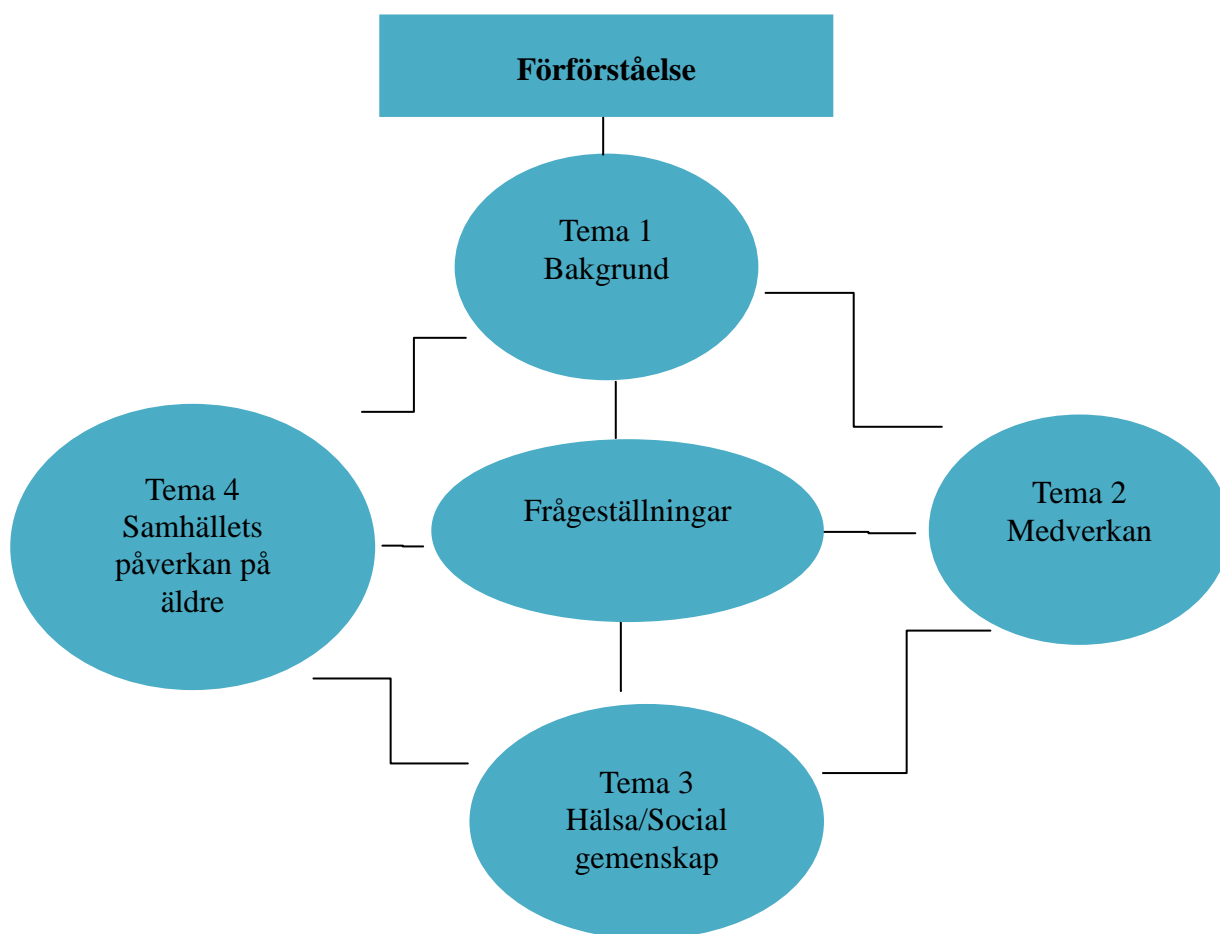 Förförståelse
Tema 1
Bakgrund
Tema 4
Samhällets
påverkan på
äldre
Frågeställningar
Tema 2
Medverkan
Tema 3
Hälsa/Social
gemenskap